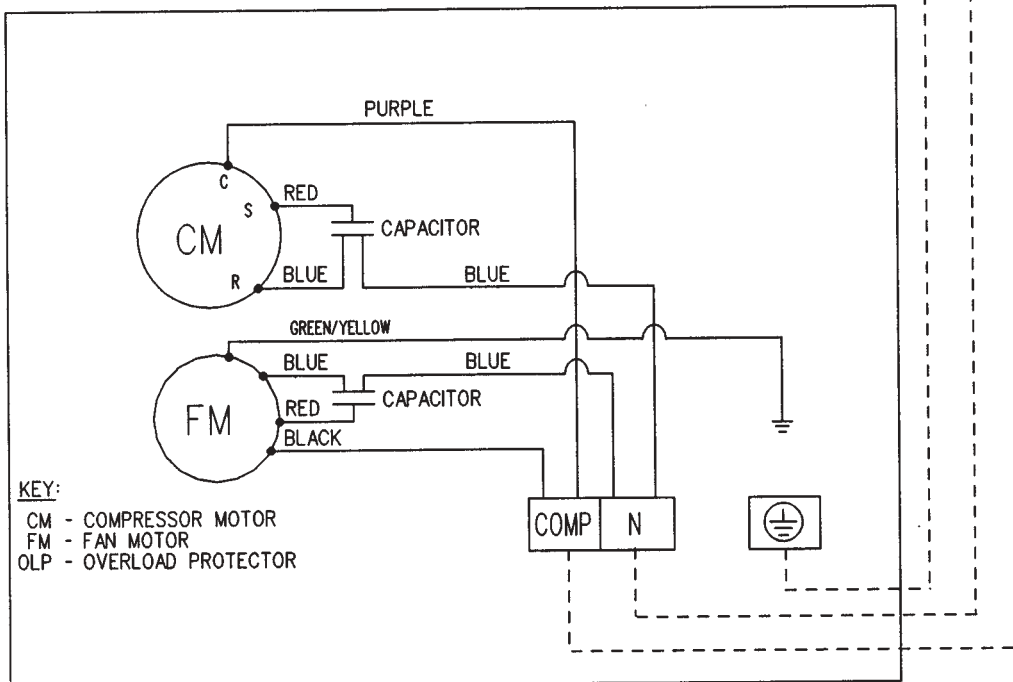 PURPLE
C
RED
S
CAPACITOR
CM
R
BLUE
BLUE
GREEN/YELLOW
BLUE
BLUE
CAPACITOR
RED
FM
BLACK
KEY:
CM - COMPRESSOR MOTOR
FM - FAN MOTOR
OLP - OVERLOAD PROTECTOR
COMP
N